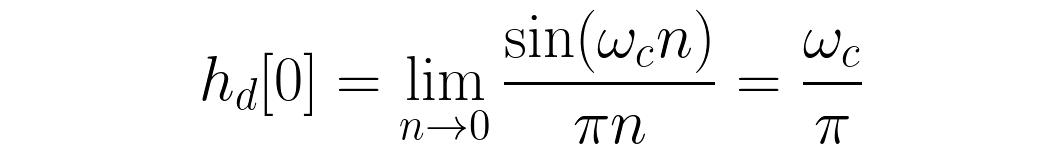 h_d[0] = \lim_{n \to 0} \frac{\sin(\omega_c n)}{\pi n} = \frac{\omega_c}{\pi}